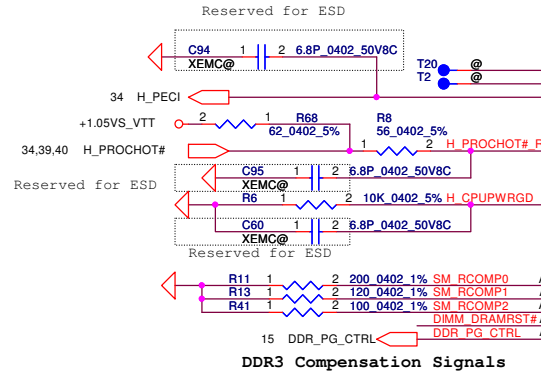 Reserved for ESD
C94 1 2 6.8P_0402_50V8C
XEMC@
T20 @
T2 @
34 H_PECI
+1.05VS_VTT 2 1 R68 R8
62_0402_5% 56_0402_5%
34,39,40 H_PROCHOT# 1 2 H_PROCHOT#_R
C95 1 2 6.8P_0402_50V8C
Reserved for ESD XEMC@
R6 1 2 10K_0402_5% H_CPUPWRGD
C60 1 2 6.8P_0402_50V8C
XEMC@
Reserved for ESD
R11 1 2 200_0402_1% SM_RCOMP0
R13 1 2 120_0402_1% SM_RCOMP1
R41 1 2 100_0402_1% SM_RCOMP2
DIMM_DRAMRST#
15 DDR_PG_CTRL DDR_PG_CTRL
DDR3 Compensation Signals